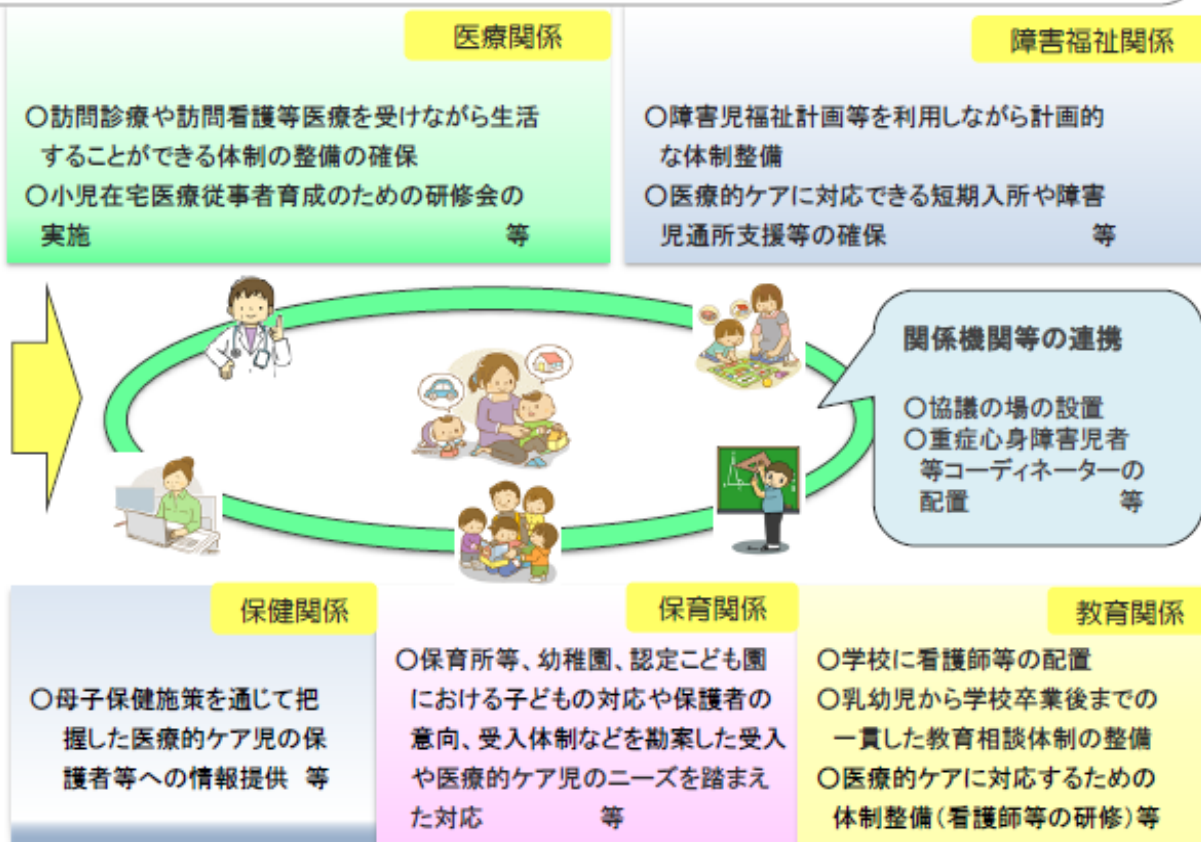 医療関係
○訪問診療や訪問看護等医療を受けながら生活
することができる体制の整備の確保
○小児在宅医療従事者育成のための研修会の
実施 等
障害福祉関係
○障害児福祉計画等を利用しながら計画的
な体制整備
○医療的ケアに対応できる短期入所や障害
児通所支援等の確保 等
関係機関等の連携
○協議の場の設置
○重症心身障害児者
等コーディネーターの
配置 等
保健関係
○母子保健施策を通じて把
握した医療的ケア児の保
護者等への情報提供 等
保育関係
○保育所等、幼稚園、認定こども園
における子どもの対応や保護者の
意向、受入体制などを勘案した受入
や医療的ケア児のニーズを踏まえ
た対応 等
教育関係
○学校に看護師等の配置
○乳幼児から学校卒業後までの
一貫した教育相談体制の整備
○医療的ケアに対応するための
体制整備(看護師等の研修)等